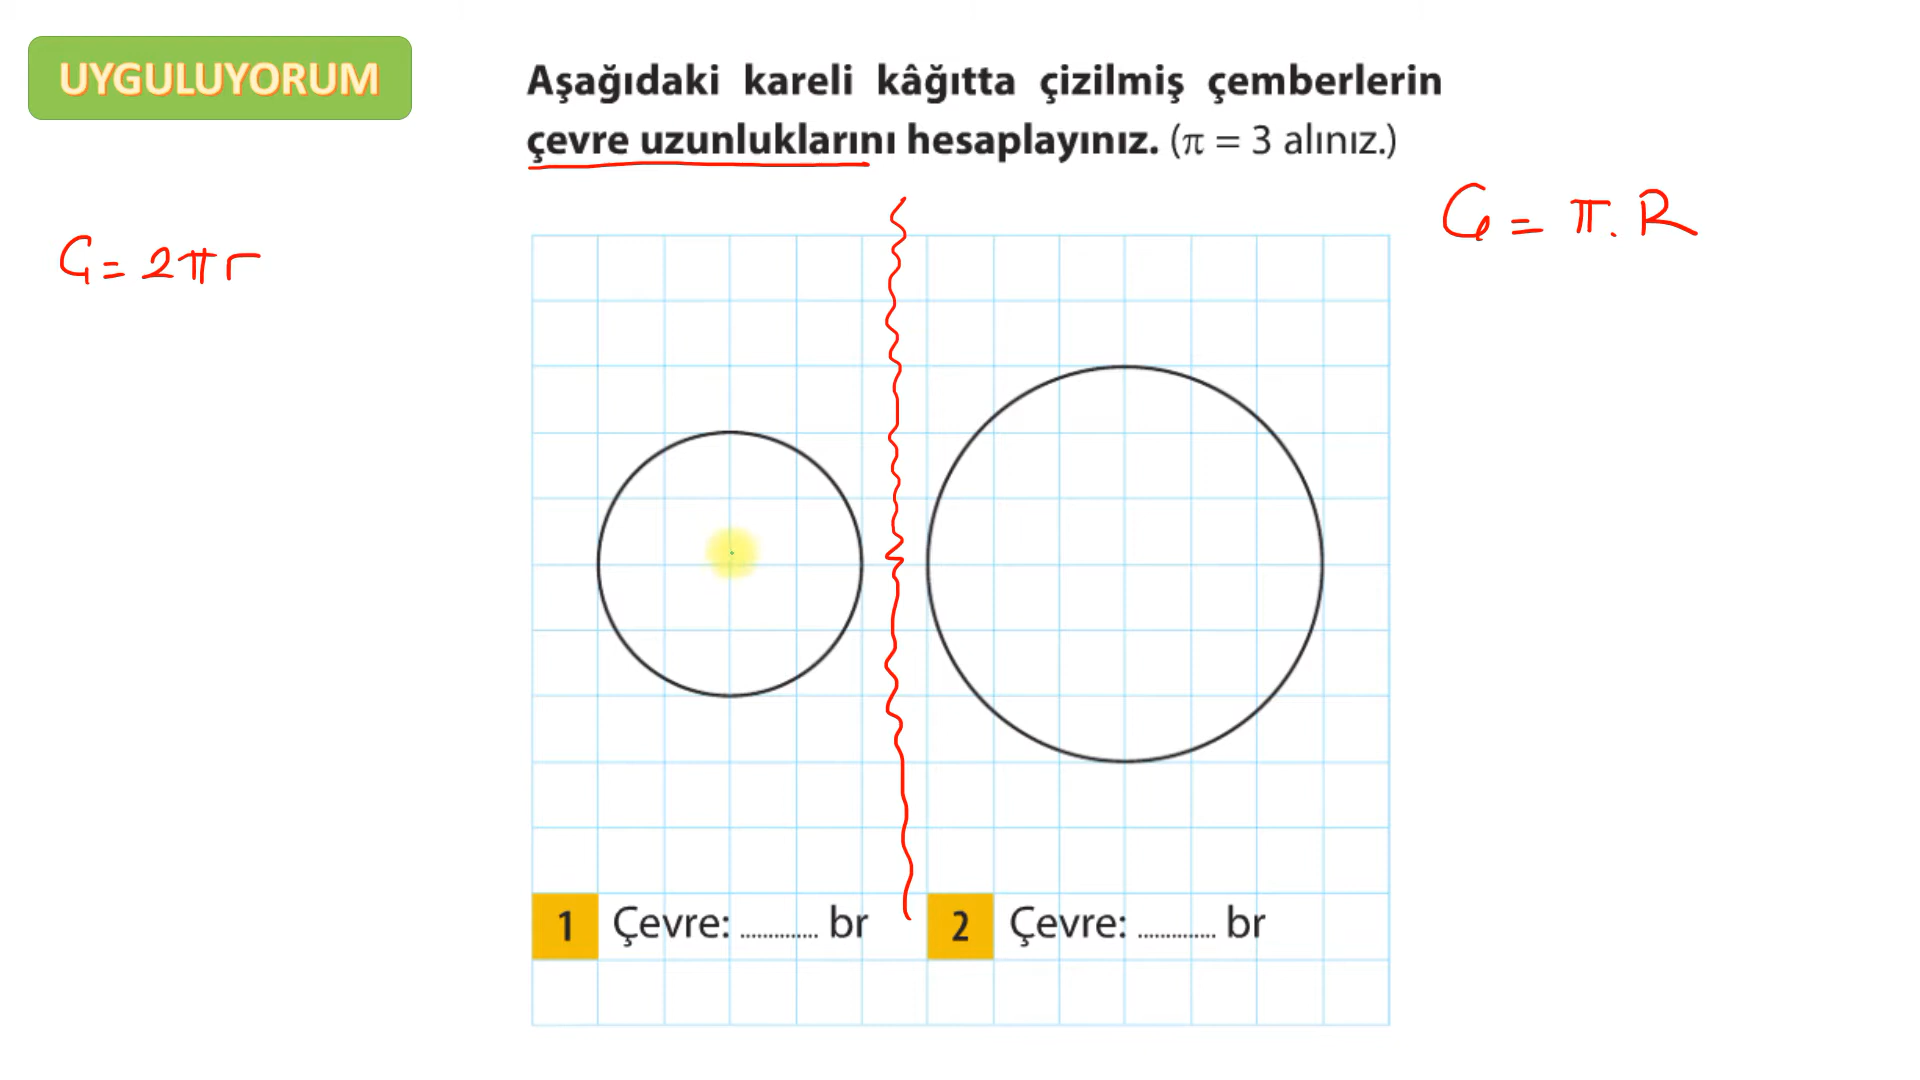 UYGULUYORUM
Aşağıdaki kareli kâğıtta çizilmiş çemberlerin
çevre uzunluklarını hesaplayınız. (π = 3 alınız.)
Ç = 2πr
Ç = π. R
1 Çevre: .............. br
2 Çevre: .............. br